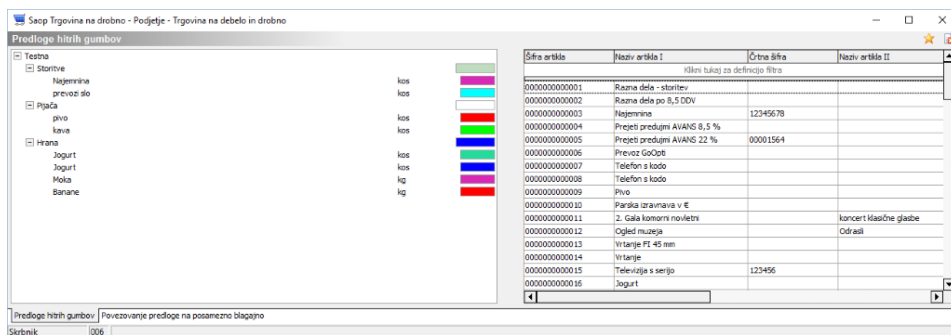 Saop Trgovina na drobno - Podjetje - Trgovina na debelo in drobno
Predloge hitrih gumbov
Testna
Storitve
Najemnina kos
prevozi slo kos
Pijača
pivo kos
kava kos
Hrana
Jogurt kos
Jogurt kos
Moka kg
Banane kg
Šifra artikla Naziv artikla I Črtna šifra Naziv artikla II
Klikni tukaj za definicijo filtra
0000000000001 Razna dela - storitev
0000000000002 Razna dela po 8,5 DDV
0000000000003 Najemnina 12345678
0000000000004 Prejeti predujmi AVANS 8,5 %
0000000000005 Prejeti predujmi AVANS 22 % 00001564
0000000000006 Prevoz GoOpti
0000000000007 Telefon s kodo
0000000000008 Telefon s kodo
0000000000009 Pivo
0000000000010 Parska izravnava v €
0000000000011 2. Gala komorni novletni koncert klasične glasbe
0000000000012 Ogled muzeja Odrasli
0000000000013 Vrtanje FI 45 mm
0000000000014 Vrtanje
0000000000015 Televizija s serijo 123456
0000000000016 Jogurt
Predloge hitrih gumbov Povezovanje predloge na posamezno blagajno
Skrbnik 006